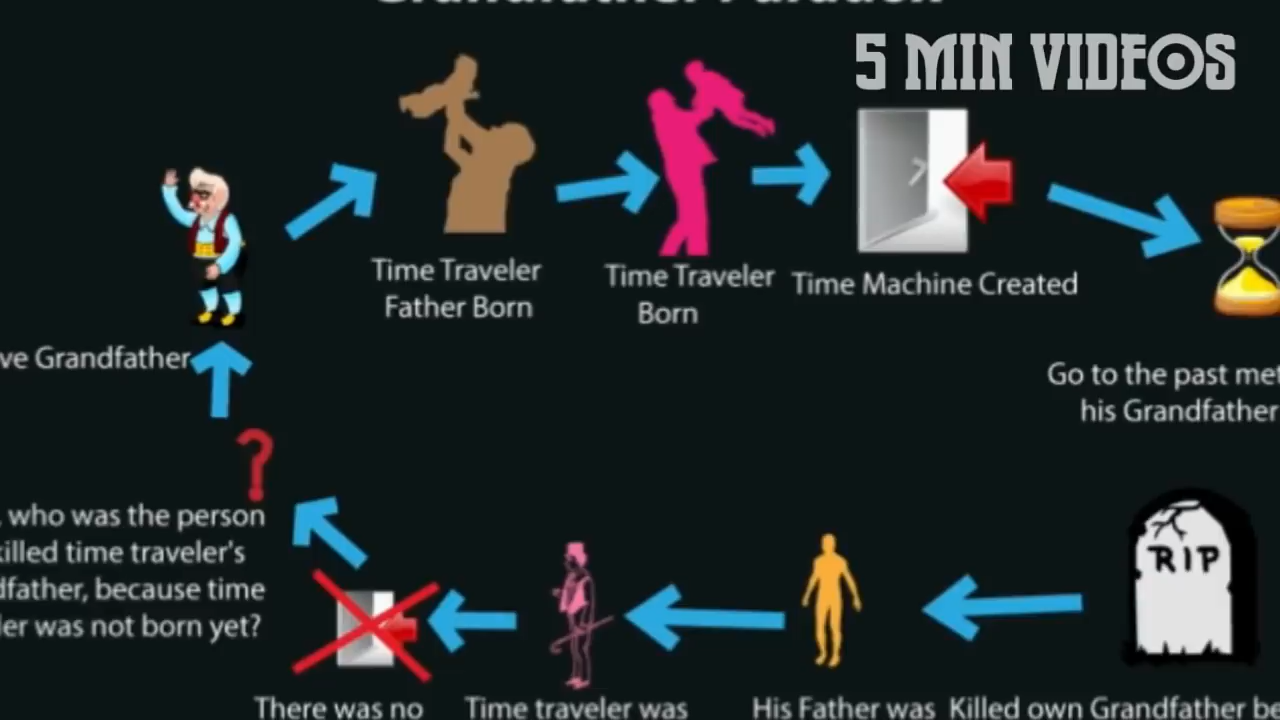 5 MIN VIDEOS
Time Traveler
Father Born
Time Traveler
Born
Time Machine Created
ve Grandfather
Go to the past met
his Grandfather
?
RIP
, who was the person
killed time traveler's
dfather, because time
ler was not born yet?
There was no
Time traveler was
His Father was
Killed own Grandfather be